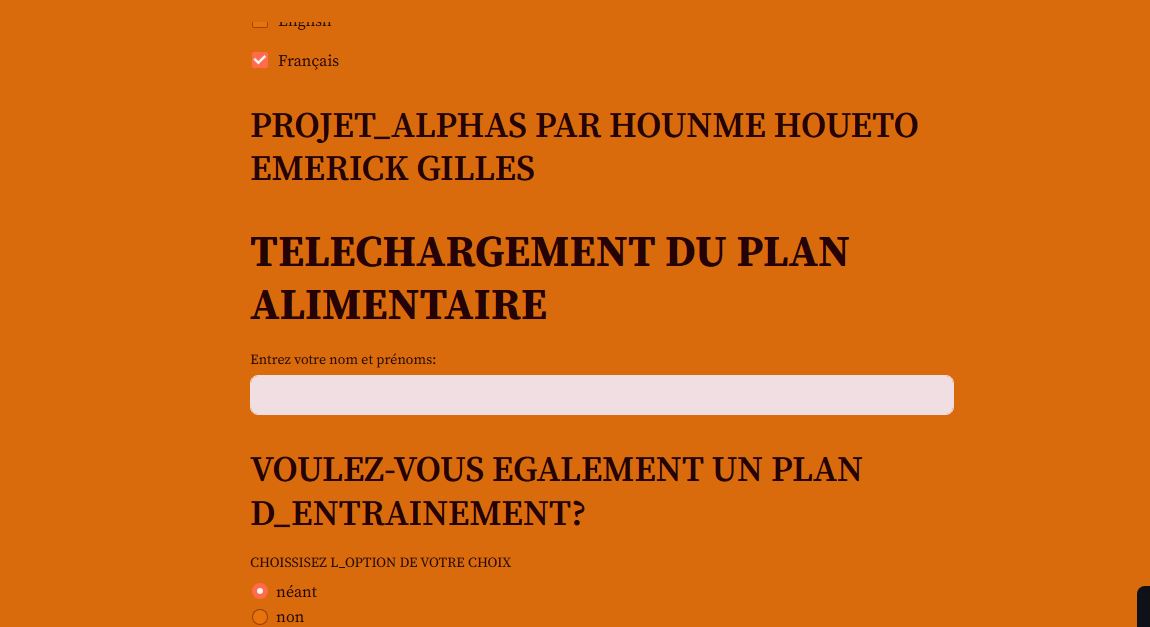 English
Français
PROJET_ALPHAS PAR HOUNME HOUETO
EMERICK GILLES
TELECHARGEMENT DU PLAN
ALIMENTAIRE
Entrez votre nom et prénoms:
VOULEZ-VOUS EGALEMENT UN PLAN
D_ENTRAINEMENT?
CHOISSISEZ L_OPTION DE VOTRE CHOIX
néant
non